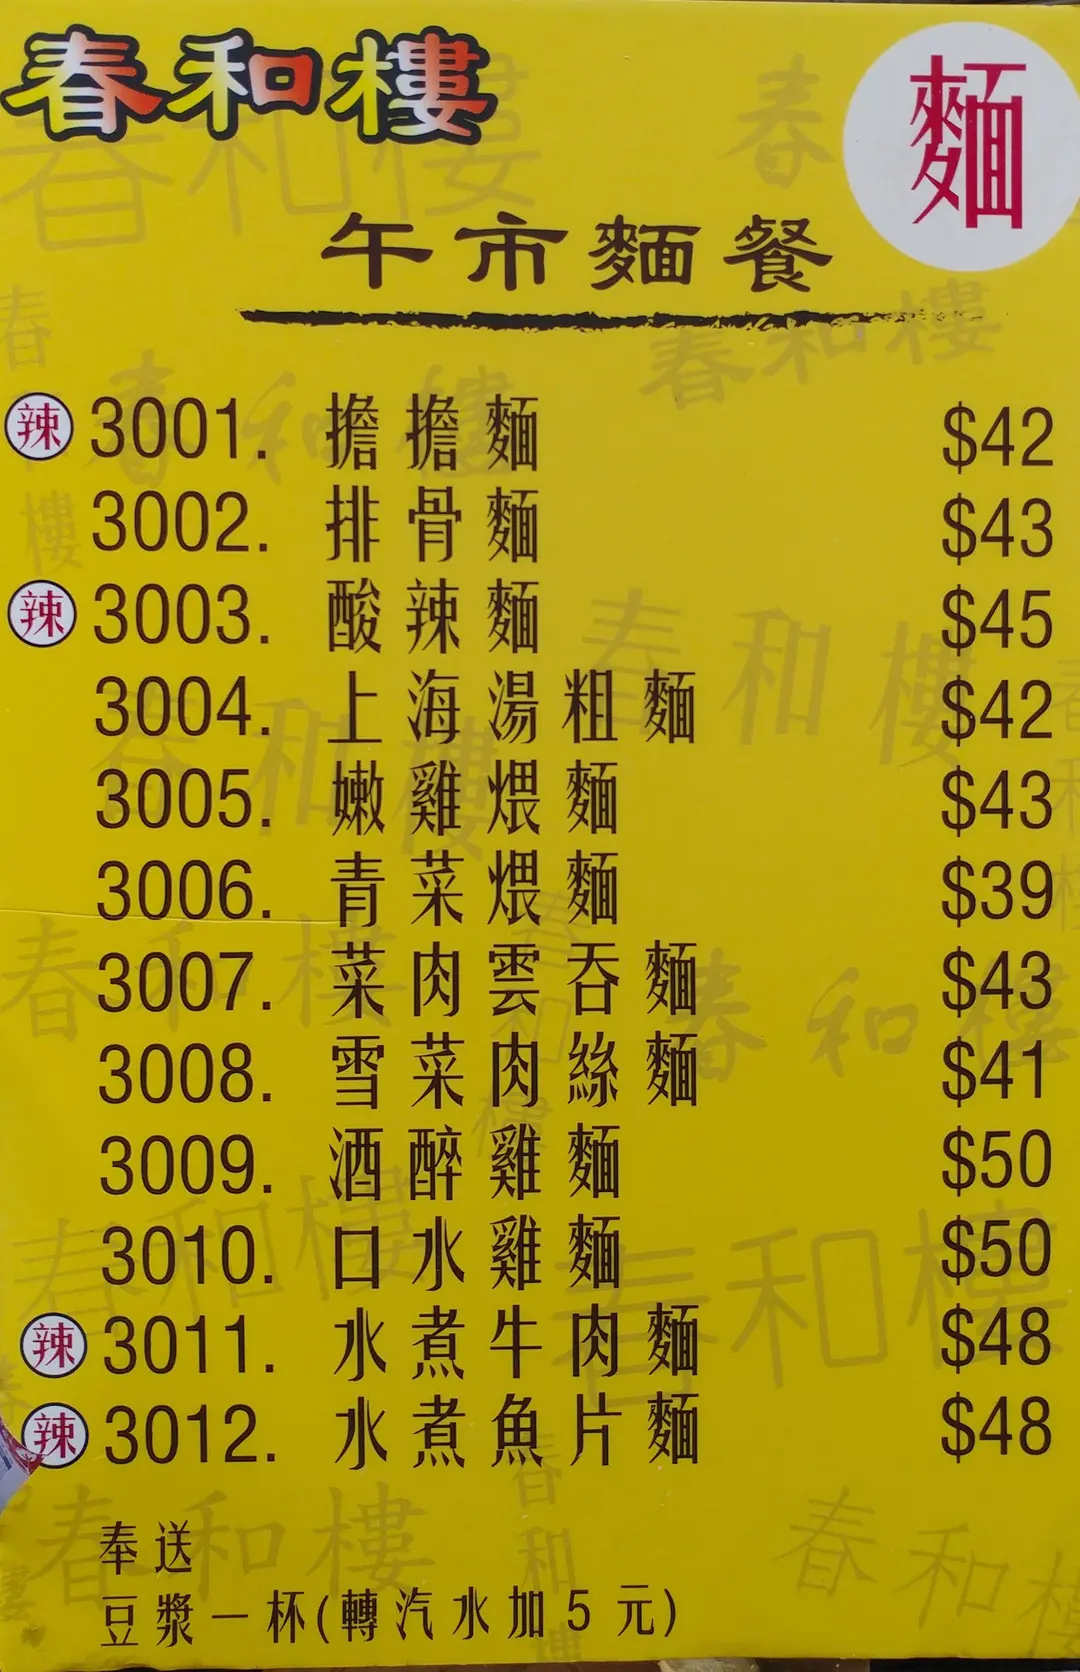 春和樓
麵
午市麵餐
辣 3001. 擔擔麵 $42
3002. 排骨麵 $43
辣 3003. 酸辣麵 $45
3004. 上海湯粗麵 $42
3005. 嫩雞煨麵 $43
3006. 青菜煨麵 $39
3007. 菜肉雲吞麵 $43
3008. 雪菜肉絲麵 $41
3009. 酒醉雞麵 $50
3010. 口水雞麵 $50
辣 3011. 水煮牛肉麵 $48
辣 3012. 水煮魚片麵 $48
奉送
豆漿一杯(轉汽水加5元)